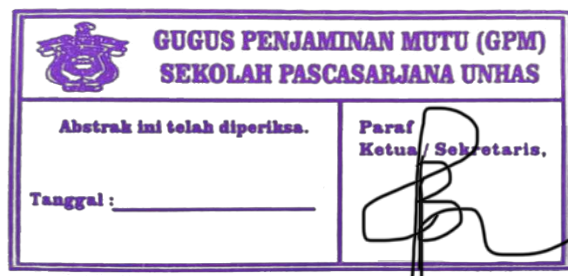 GUGUS PENJAMINAN MUTU (GPM)
SEKOLAH PASCASARJANA UNHAS
Abstrak ini telah diperiksa.
Tanggal :
Paraf
Ketua / Sekretaris,